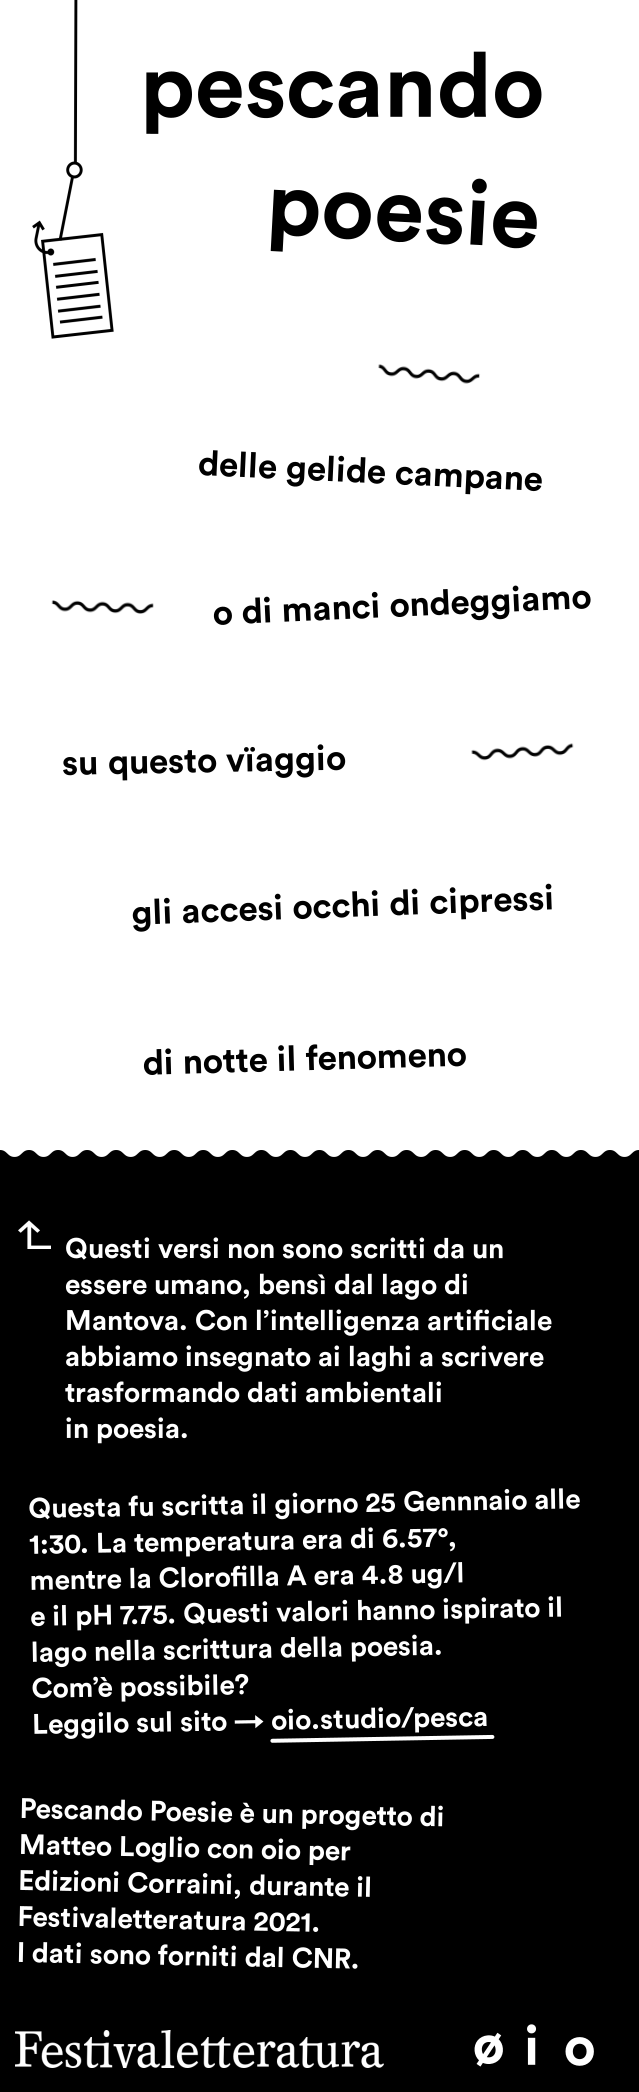 pescando
poesie
delle gelide campane
o di manci ondeggiamo
su questo vïaggio
gli accesi occhi di cipressi
di notte il fenomeno
Questi versi non sono scritti da un
essere umano, bensì dal lago di
Mantova. Con l’intelligenza artificiale
abbiamo insegnato ai laghi a scrivere
trasformando dati ambientali
in poesia.
Questa fu scritta il giorno 25 Gennnaio alle
1:30. La temperatura era di 6.57°,
mentre la Clorofilla A era 4.8 ug/l
e il pH 7.75. Questi valori hanno ispirato il
lago nella scrittura della poesia.
Com’è possibile?
Leggilo sul sito → oio.studio/pesca
Pescando Poesie è un progetto di
Matteo Loglio con oio per
Edizioni Corraini, durante il
Festivaletteratura 2021.
I dati sono forniti dal CNR.
Festivaletteratura
ø i o